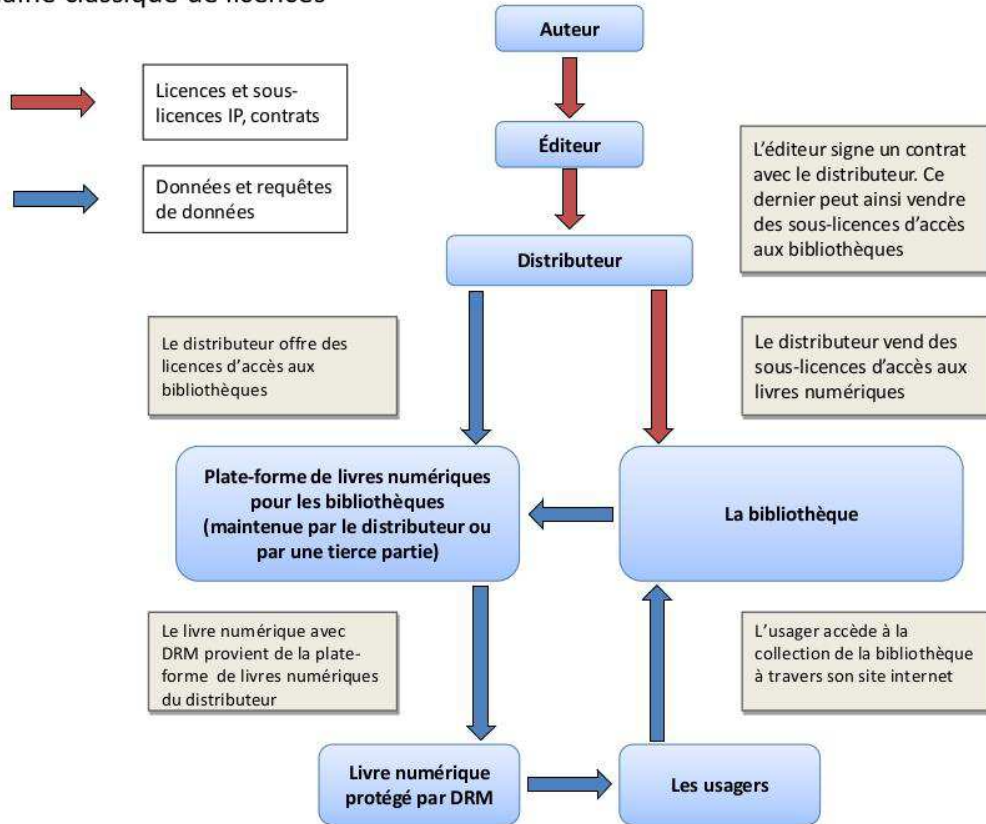 classique de licences
Auteur
Licences et sous-
licences IP, contrats
Éditeur
Données et requêtes
de données
L'éditeur signe un contrat
avec le distributeur. Ce
dernier peut ainsi vendre
des sous-licences d'accès
aux bibliothèques
Distributeur
Le distributeur offre des
licences d'accès aux
bibliothèques
Le distributeur vend des
sous-licences d'accès aux
livres numériques
Plate-forme de livres numériques
pour les bibliothèques
(maintenue par le distributeur ou
par une tierce partie)
La bibliothèque
Le livre numérique avec
DRM provient de la plate-
forme de livres numériques
du distributeur
L'usager accède à la
collection de la bibliothèque
à travers son site internet
Livre numérique
protégé par DRM
Les usagers